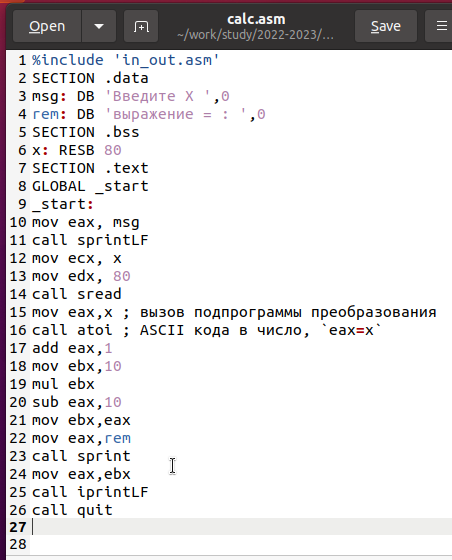 Open calc.asm Save
~/work/study/2022-2023/...
1 %include 'in_out.asm'
2 SECTION .data
3 msg: DB 'Введите X ',0
4 rem: DB 'выражение = : ',0
5 SECTION .bss
6 x: RESB 80
7 SECTION .text
8 GLOBAL _start
9 _start:
10 mov eax, msg
11 call sprintLF
12 mov ecx, x
13 mov edx, 80
14 call sread
15 mov eax,x ; вызов подпрограммы преобразования
16 call atoi ; ASCII кода в число, `eax=x`
17 add eax,1
18 mov ebx,10
19 mul ebx
20 sub eax,10
21 mov ebx,eax
22 mov eax,rem
23 call sprint
24 mov eax,ebx
25 call iprintLF
26 call quit
27
28